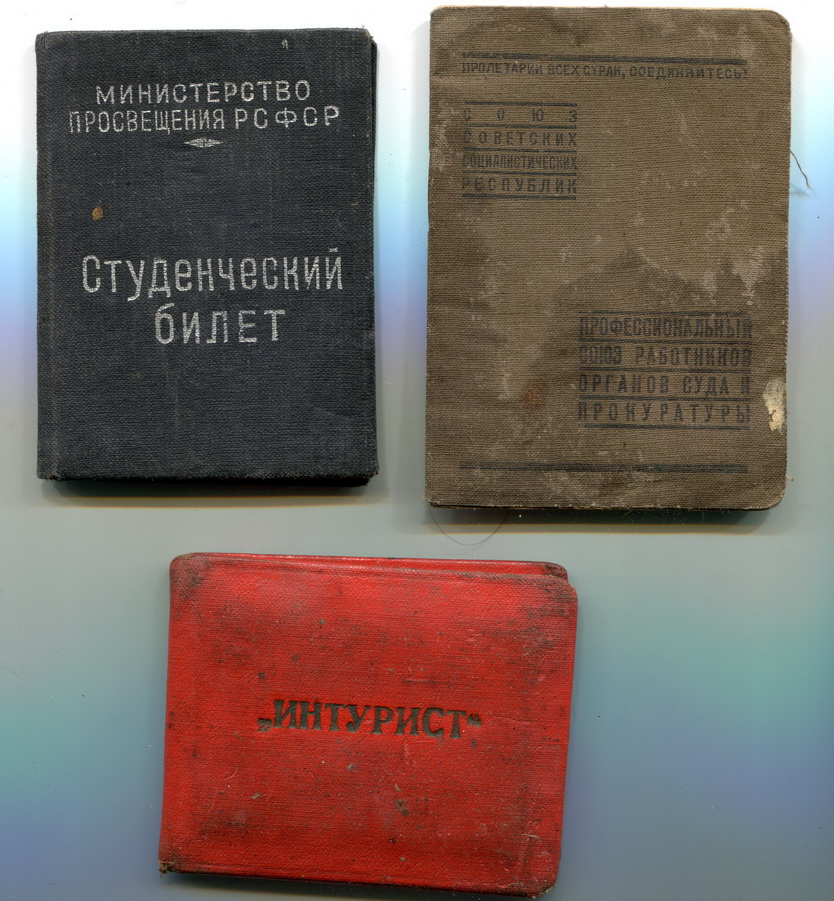 МИНИСТЕРСТВО
ПРОСВЕЩЕНИЯ РСФСР
Студенческий
билет
ПРОЛЕТАРИИ ВСЕХ СТРАН, СОЕДИНЯЙТЕСЬ!
СОЮЗ
СОВЕТСКИХ
СОЦИАЛИСТИЧЕСКИХ
РЕСПУБЛИК
ПРОФЕССИОНАЛЬНЫЙ
СОЮЗ РАБОТНИКОВ
ОРГАНОВ СУДА И
ПРОКУРАТУРЫ
„ИНТУРИСТ“